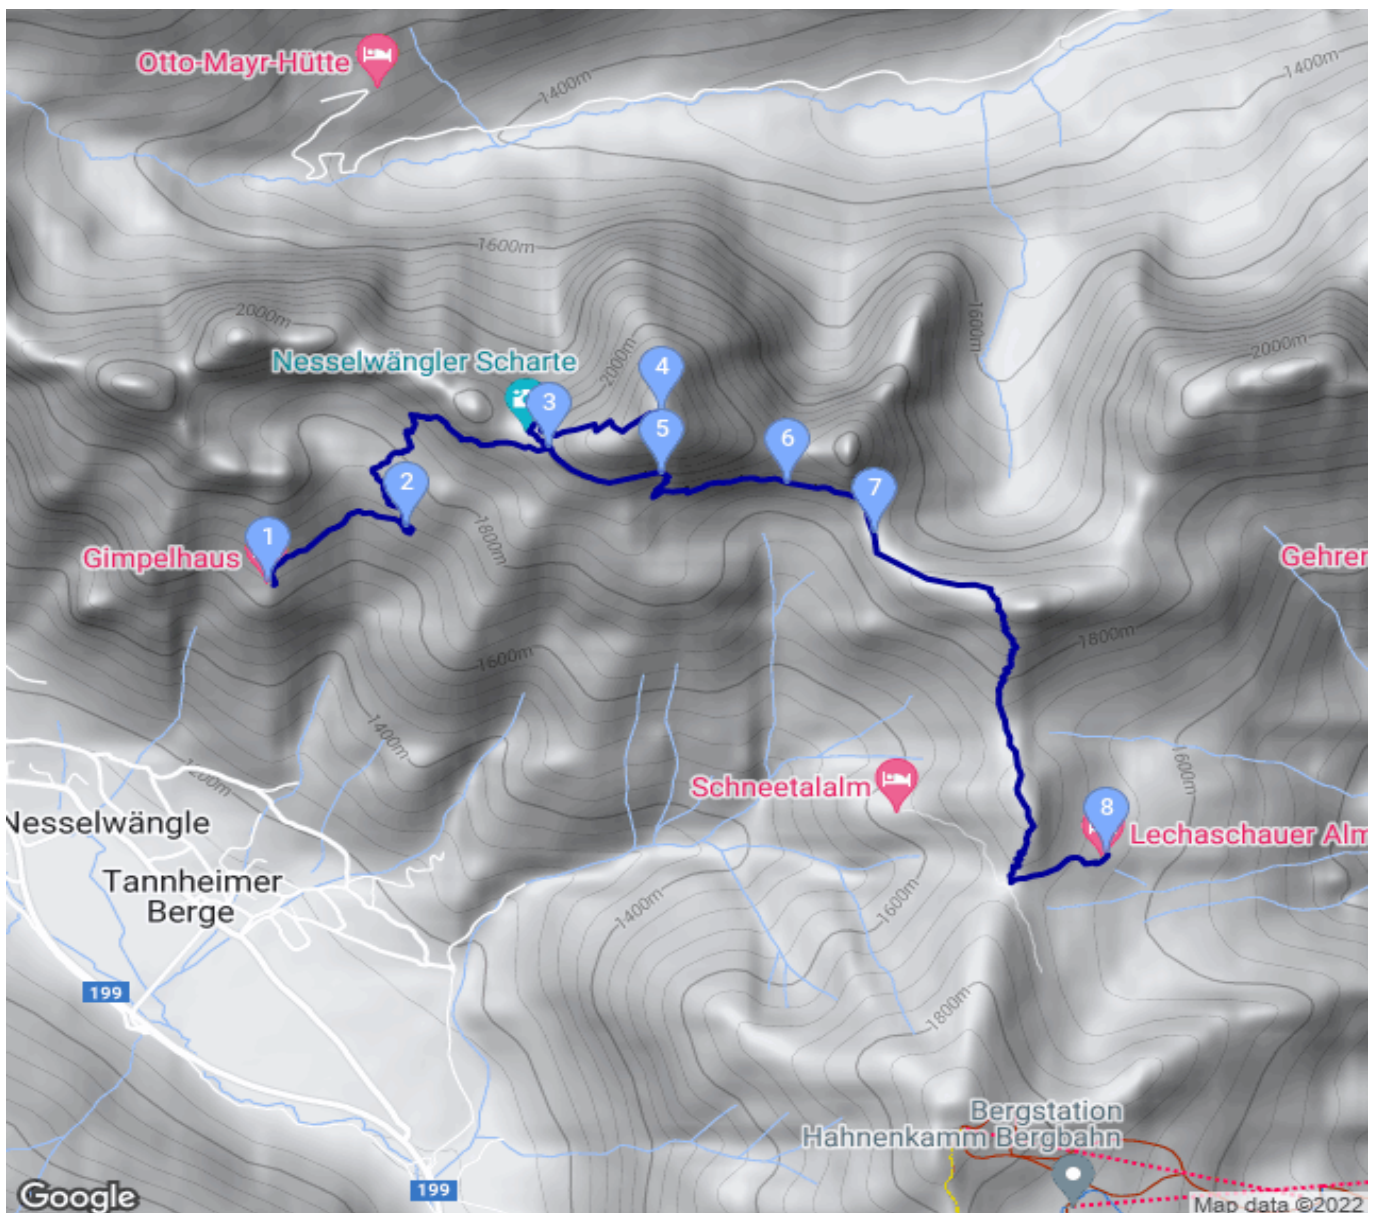 Otto-Mayr-Hütte
1400m
1400m
1600m
2000m
1600m
2000m
2000m
Nesselwängler Scharte
4
3
5
6
2
7
1
Gimpelhaus
1800m
Gehrer
1800m
1600m
1400m
1200m
1600m
Schneetalalm
8
Nesselwängle
Lechaschauer Alm
Tannheimer
Berge
1400m
1600m
199
1800m
Bergstation
Hahnenkamm Bergbahn
199
Google
Map data ©2022